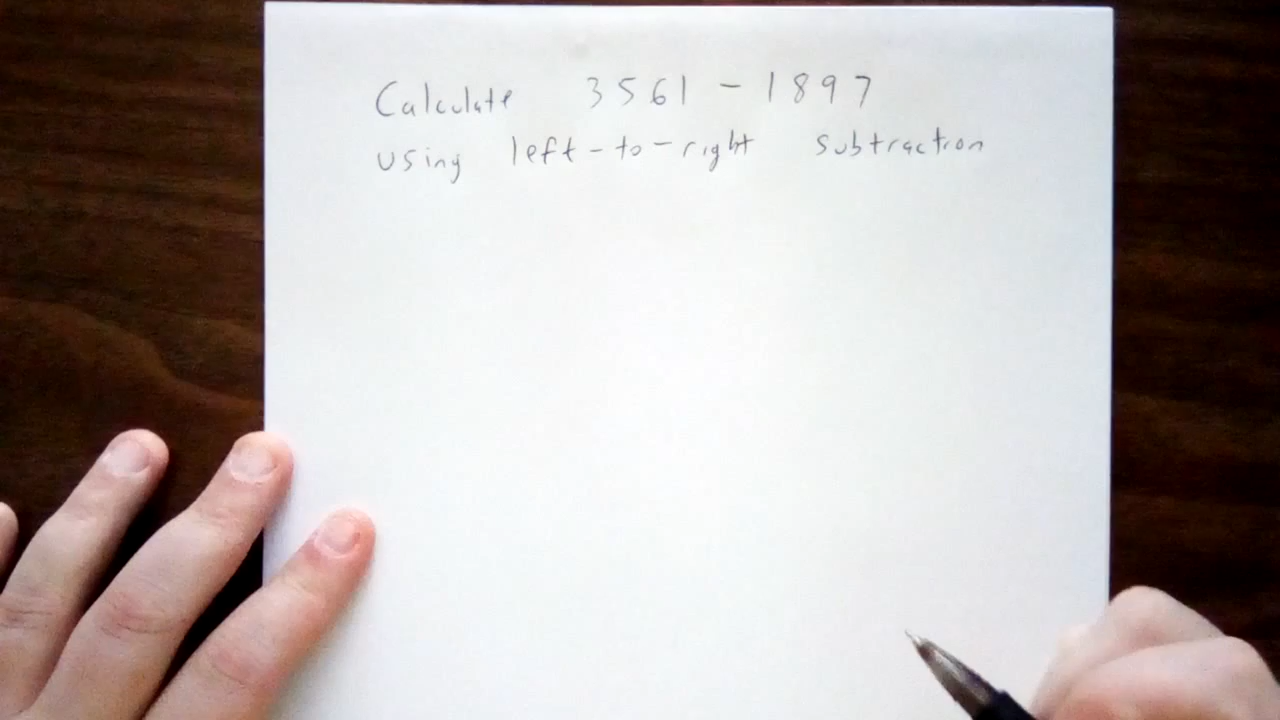 Calculate 3561 - 1897
using left-to-right subtraction